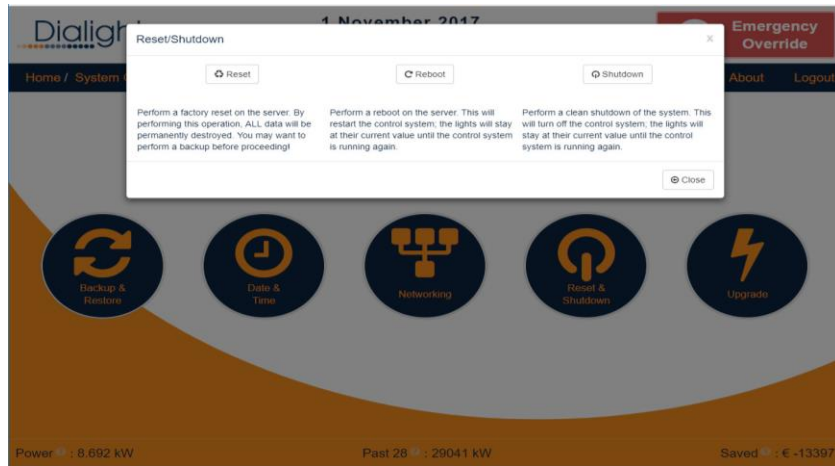 Dialigh
1 November 2017
Emergency
Override
Reset/Shutdown
×
Home / System
About Logout
Reset
Reboot
Shutdown
Perform a factory reset on the server. By
performing this operation, ALL data will be
permanently destroyed. You may want to
perform a backup before proceeding!
Perform a reboot on the server. This will
restart the control system; the lights will stay
at their current value until the control system
is running again.
Perform a clean shutdown of the system. This
will turn off the control system; the lights will
stay at their current value until the control
system is running again.
Close
Backup &
Restore
Date &
Time
Networking
Reset &
Shutdown
Upgrade
Power : 8.692 kW
Past 28 : 29041 kW
Saved : € -13397